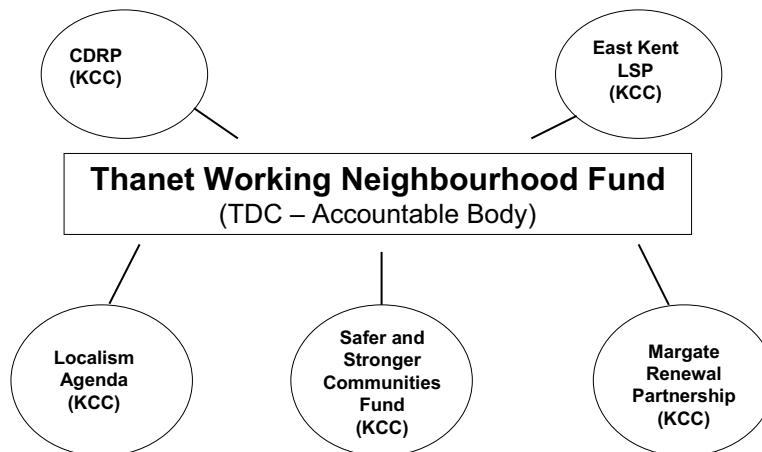 CDRP
(KCC)
East Kent
LSP
(KCC)
Thanet Working Neighbourhood Fund
(TDC – Accountable Body)
Localism
Agenda
(KCC)
Safer and
Stronger
Communities
Fund
(KCC)
Margate
Renewal
Partnership
(KCC)